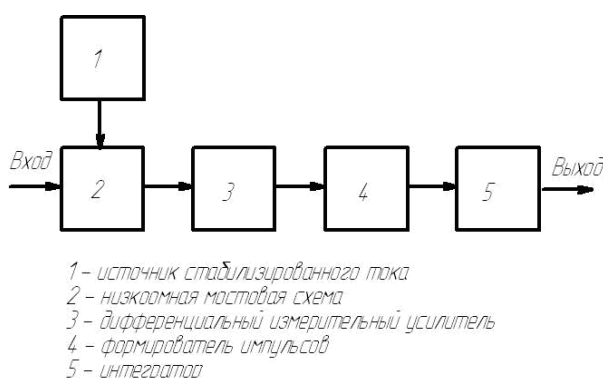 1
Вход
2
3
4
5
Выход
1 – источник стабилизированного тока
2 – низкоомная мостовая схема
3 – дифференциальный измерительный усилитель
4 – формирователь импульсов
5 – интегратор